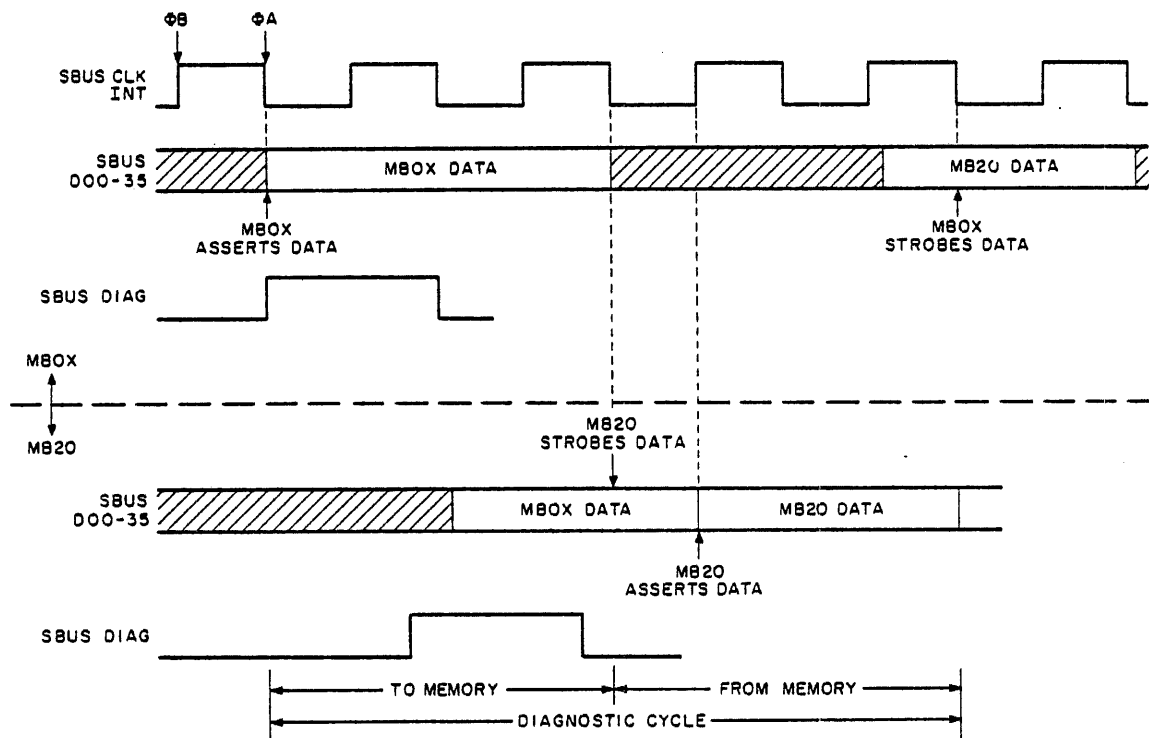 ΦB ΦA
SBUS CLK
INT
SBUS
D00-35
MBOX DATA
MB20 DATA
MBOX
ASSERTS DATA
MBOX
STROBES DATA
SBUS DIAG
MBOX
MB20
MB20
STROBES DATA
SBUS
D00-35
MBOX DATA
MB20 DATA
MB20
ASSERTS DATA
SBUS DIAG
TO MEMORY
FROM MEMORY
DIAGNOSTIC CYCLE